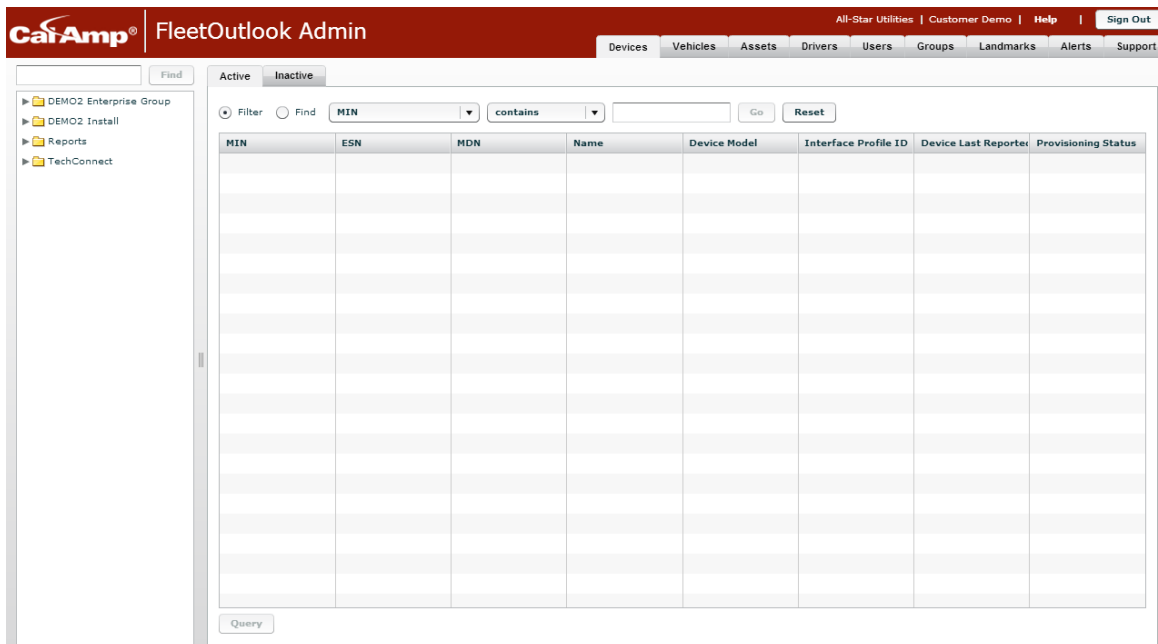 CalAmp® FleetOutlook Admin
All-Star Utilities | Customer Demo | Help | Sign Out
Devices Vehicles Assets Drivers Users Groups Landmarks Alerts Support
Find
DEMO2 Enterprise Group
DEMO2 Install
Reports
TechConnect
Active Inactive
Filter Find MIN contains Go Reset
MIN ESN MDN Name Device Model Interface Profile ID Device Last Reported Provisioning Status
Query